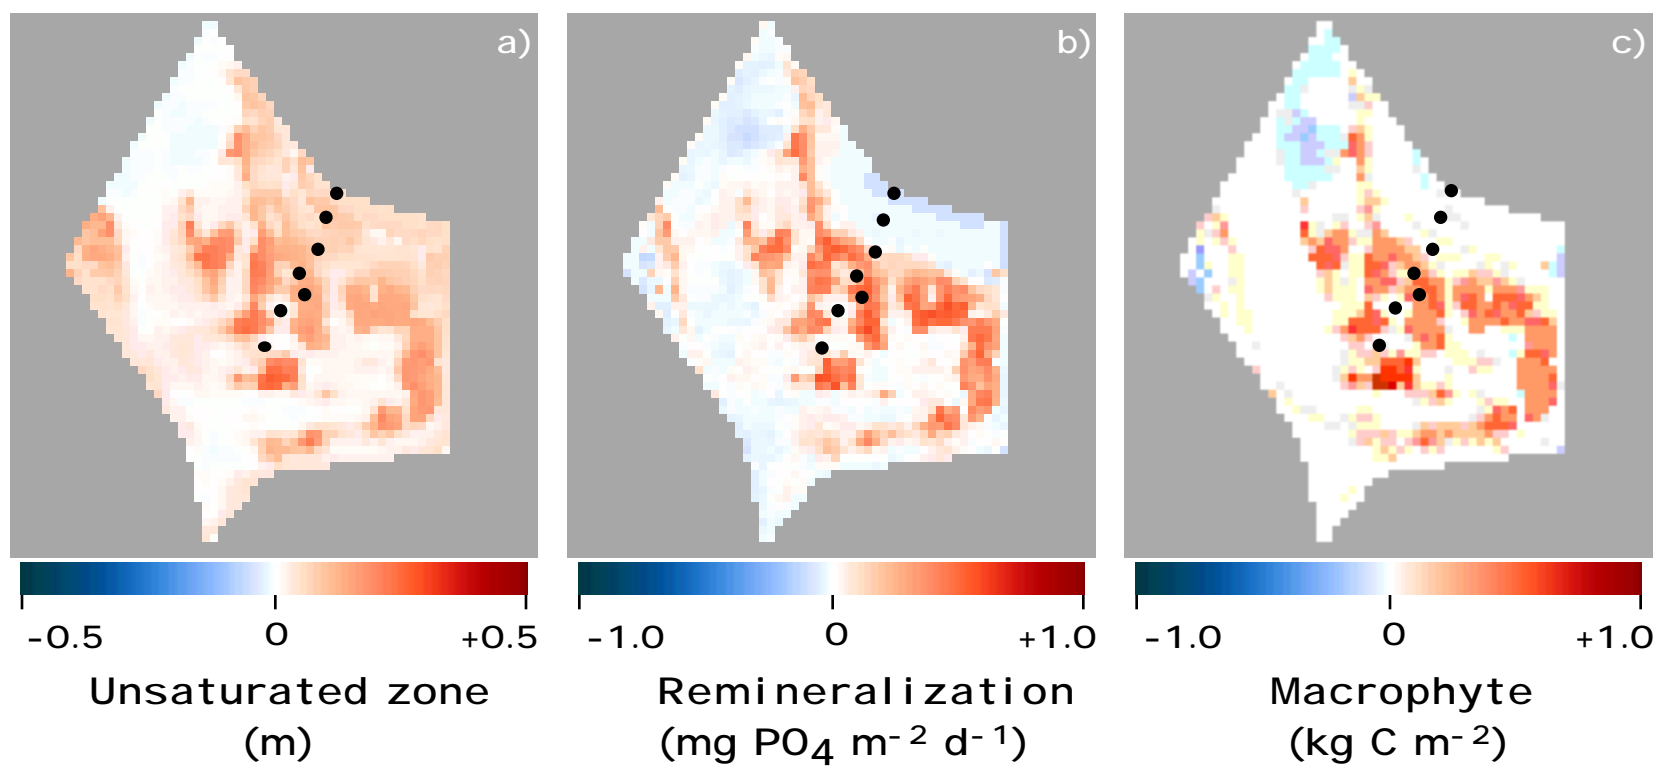 a) b) c)
-0.5 0 +0.5 -1.0 0 +1.0 -1.0 0 +1.0
Unsaturated zone Remineralization Macrophyte
(m) (mg PO₄ m⁻² d⁻¹) (kg C m⁻²)